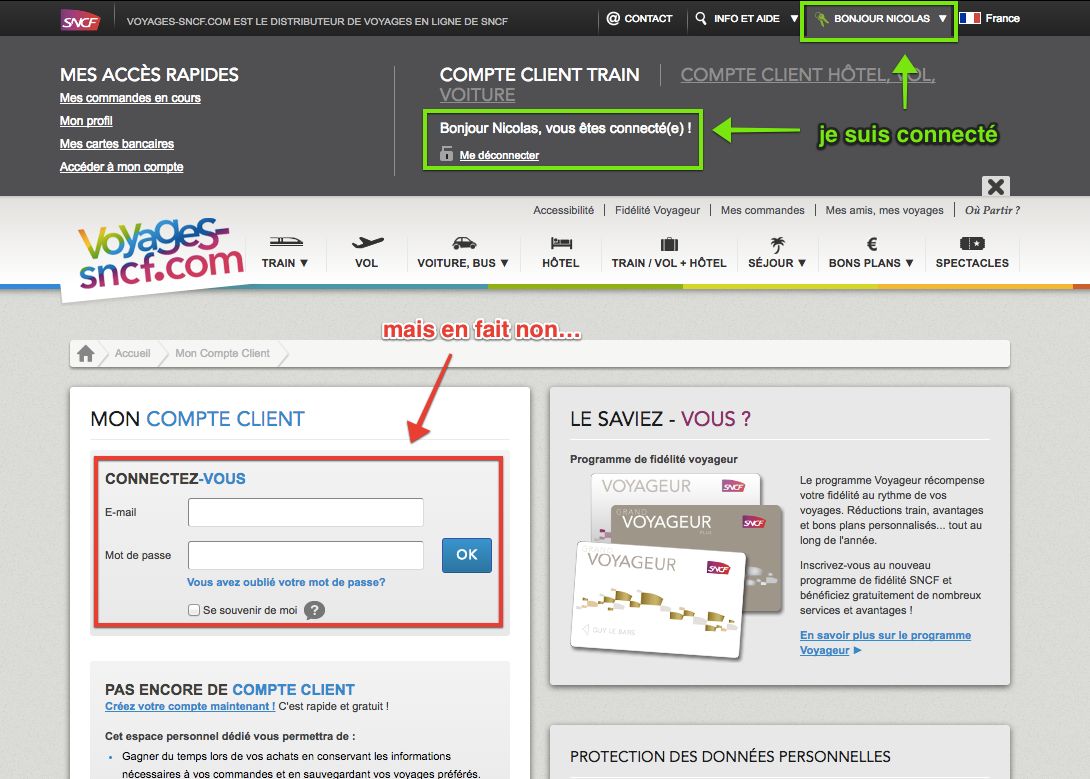 SNCF
VOYAGES-SNCF.COM EST LE DISTRIBUTEUR DE VOYAGES EN LIGNE DE SNCF
@ CONTACT
INFO ET AIDE ▼
BONJOUR NICOLAS ▼
France
MES ACCÈS RAPIDES
Mes commandes en cours
Mon profil
Mes cartes bancaires
Accéder à mon compte
COMPTE CLIENT TRAIN
COMPTE CLIENT HÔTEL, VOL,
VOITURE
Bonjour Nicolas, vous êtes connecté(e) !
Me déconnecter
je suis connecté
Accessibilité
Fidélité Voyageur
Mes commandes
Mes amis, mes voyages
Où Partir ?
Voyages-
sncf.com
TRAIN ▼
VOL
VOITURE, BUS ▼
HÔTEL
TRAIN / VOL + HÔTEL
SÉJOUR ▼
€
BONS PLANS ▼
SPECTACLES
mais en fait non...
Accueil
Mon Compte Client
MON COMPTE CLIENT
CONNECTEZ-VOUS
E-mail
Mot de passe
OK
Vous avez oublié votre mot de passe?
Se souvenir de moi ?
PAS ENCORE DE COMPTE CLIENT
Créez votre compte maintenant ! C'est rapide et gratuit !
Cet espace personnel dédié vous permettra de :
• Gagner du temps lors de vos achats en conservant les informations
nécessaires à vos commandes et en sauvegardant vos voyages préférés.
LE SAVIEZ - VOUS ?
Programme de fidélité voyageur
VOYAGEUR
SNCF
GRAND
VOYAGEUR
PLUS
SNCF
GRAND
VOYAGEUR
SNCF
GUY LE BANS
Le programme Voyageur récompense
votre fidélité au rythme de vos
voyages. Réductions train, avantages
et bons plans personnalisés... tout au
long de l'année.
Inscrivez-vous au nouveau
programme de fidélité SNCF et
bénéficiez gratuitement de nombreux
services et avantages !
En savoir plus sur le programme
Voyageur ▶
PROTECTION DES DONNÉES PERSONNELLES